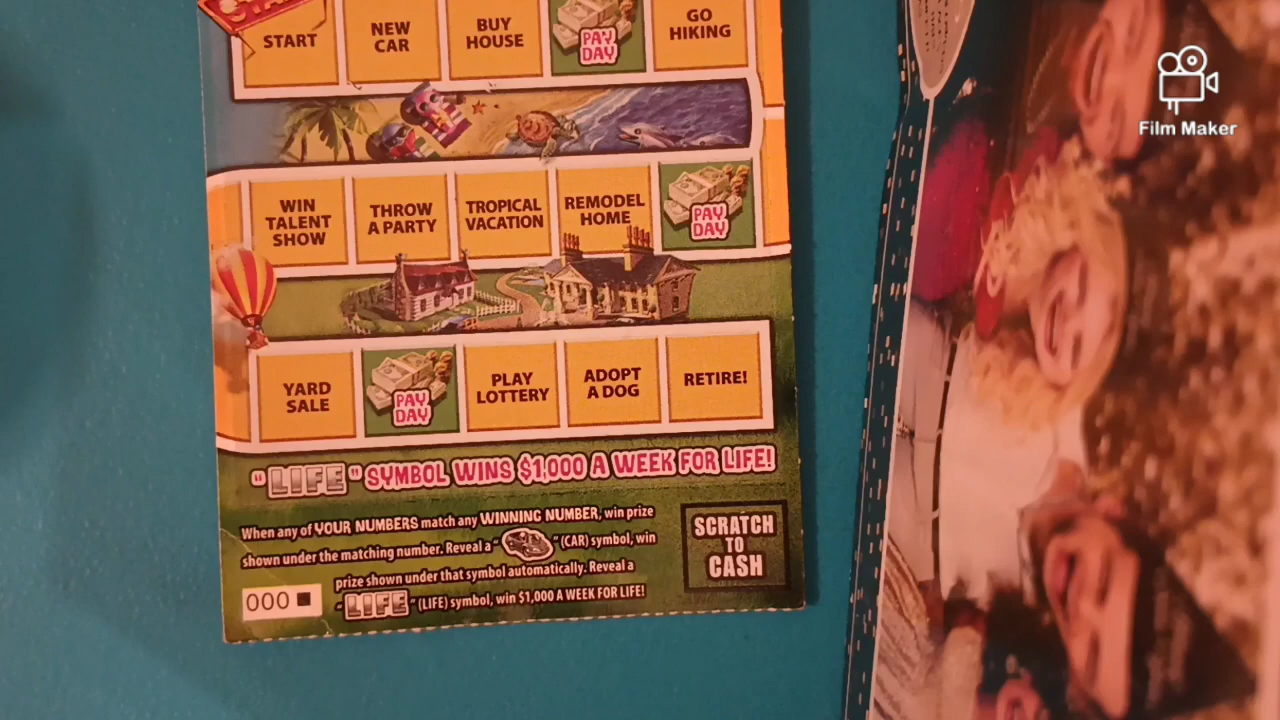 START
NEW
CAR
BUY
HOUSE
PAY
DAY
GO
HIKING
WIN
TALENT
SHOW
THROW
A PARTY
TROPICAL
VACATION
REMODEL
HOME
PAY
DAY
YARD
SALE
PAY
DAY
PLAY
LOTTERY
ADOPT
A DOG
RETIRE!
"LIFE" SYMBOL WINS $1,000 A WEEK FOR LIFE!
When any of YOUR NUMBERS match any WINNING NUMBER, win prize
shown under the matching number. Reveal a " " (CAR) symbol, win
prize shown under that symbol automatically. Reveal a
"LIFE" (LIFE) symbol, win $1,000 A WEEK FOR LIFE!
000
SCRATCH
TO
CASH
Film Maker